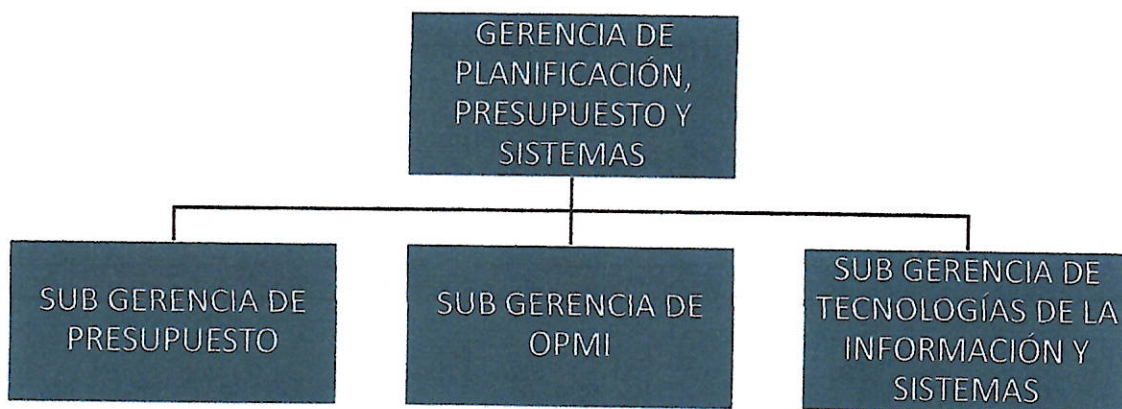 GERENCIA DE
PLANIFICACIÓN,
PRESUPUESTO Y
SISTEMAS
SUB GERENCIA DE
PRESUPUESTO
SUB GERENCIA DE
OPMI
SUB GERENCIA DE
TECNOLOGÍAS DE LA
INFORMACIÓN Y
SISTEMAS